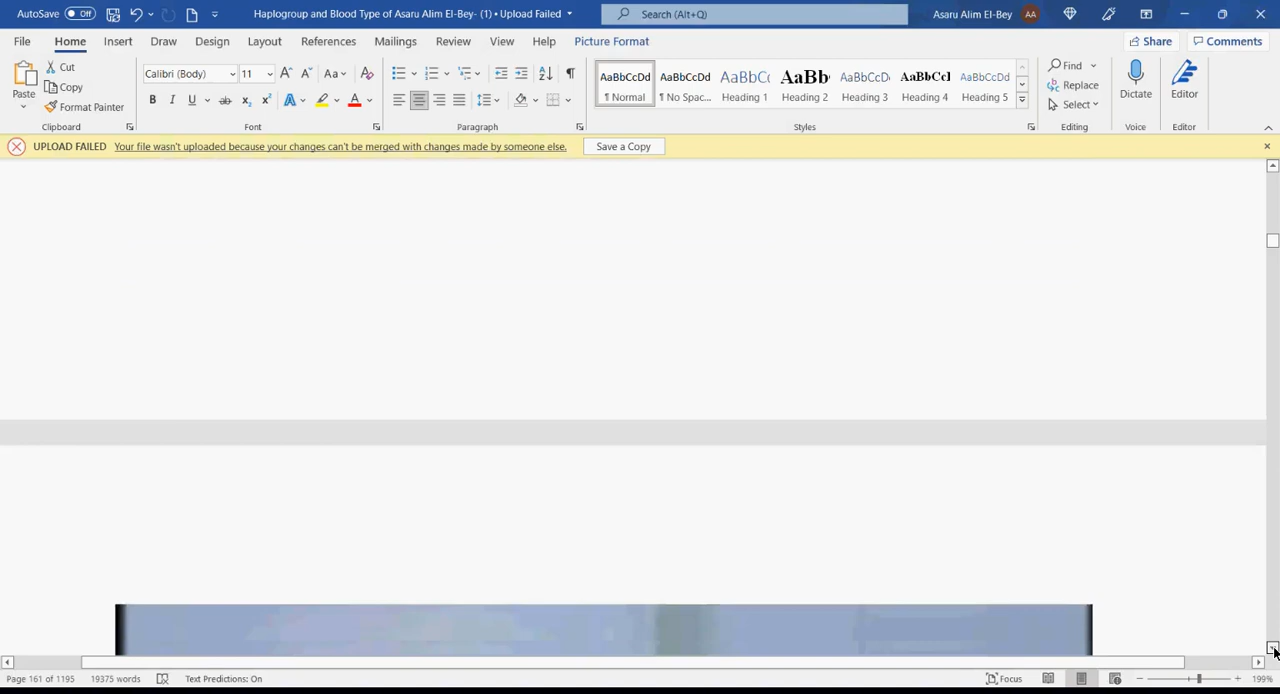 AutoSave Off Haplogroup and Blood Type of Asaru Alim El-Bey- (1) • Upload Failed Search (Alt+Q) Asaru Alim El-Bey AA
File Home Insert Draw Design Layout References Mailings Review View Help Picture Format Share Comments
Paste Cut Copy Format Painter Clipboard
Calibri (Body) 11 Aa Font
Paragraph
AaBbCcDd AaBbCcDd AaBbCc AaBb AaBbCcD AaBbCcI AaBbCcDd
¶ Normal ¶ No Spac... Heading 1 Heading 2 Heading 3 Heading 4 Heading 5
Styles
Find Replace Select Editing
Dictate Voice
Editor Editor
UPLOAD FAILED Your file wasn't uploaded because your changes can't be merged with changes made by someone else. Save a Copy
Page 161 of 1195 19375 words Text Predictions: On Focus 199%